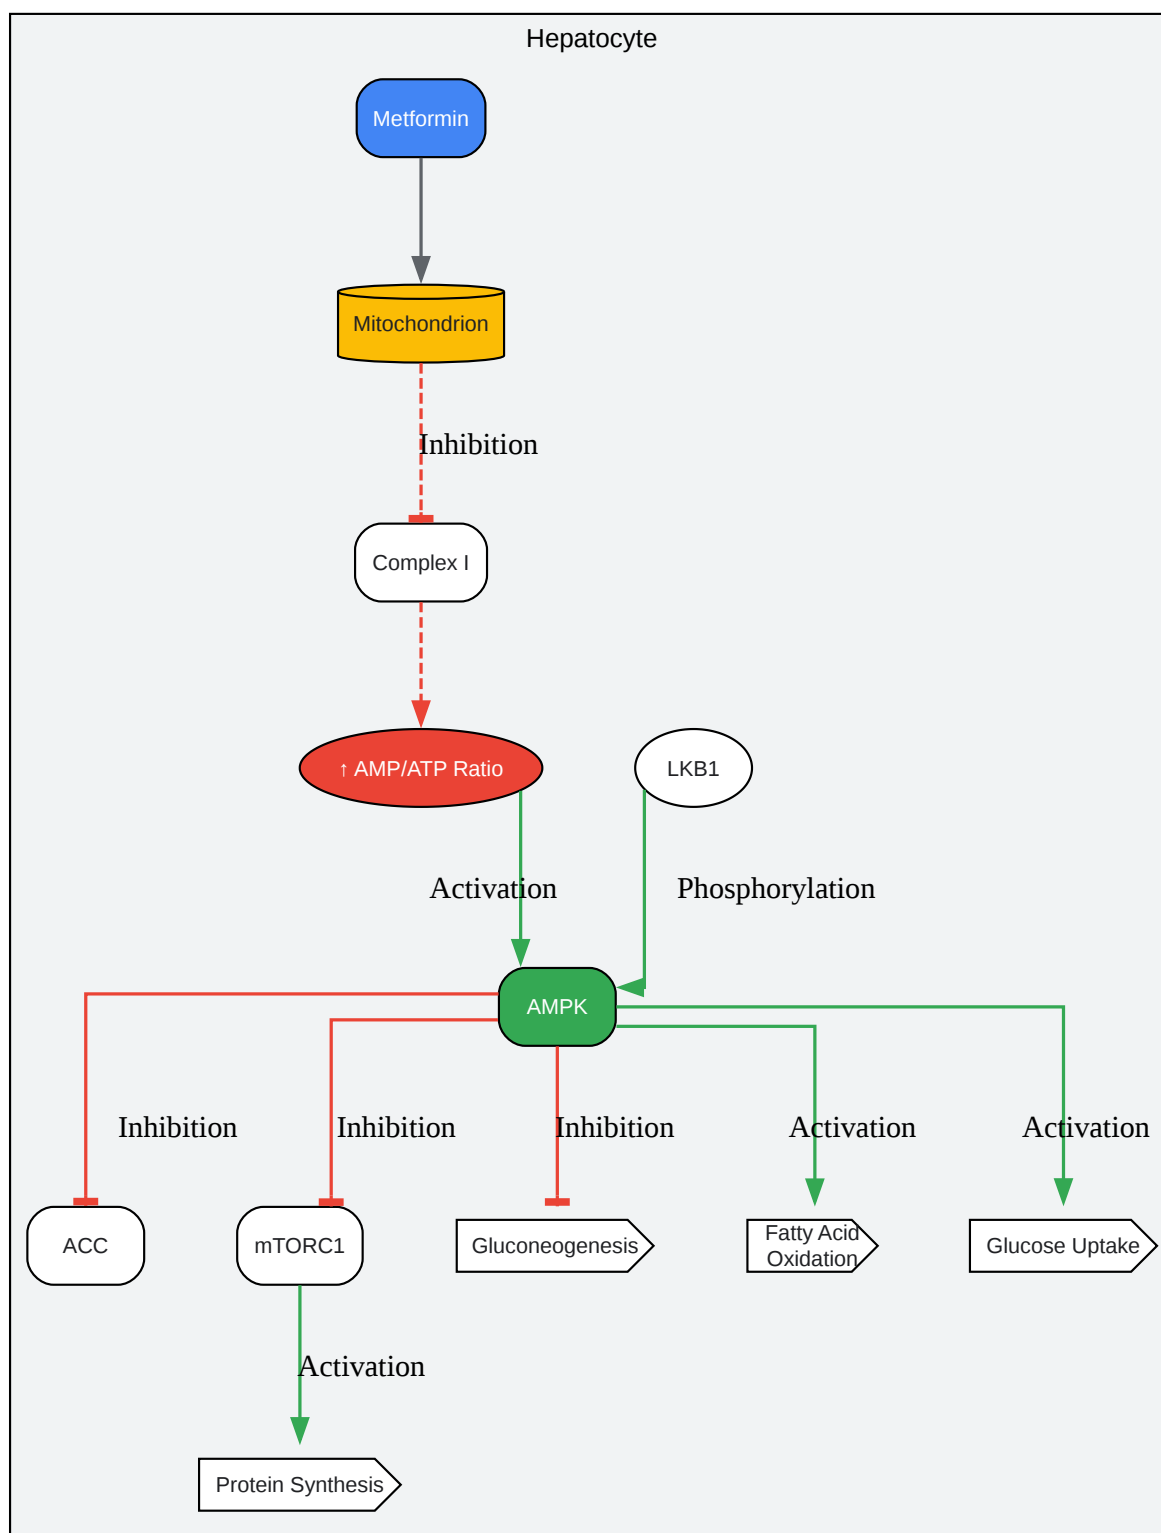 Hepatocyte
Metformin
Mitochondrion
Inhibition
Complex I
↑ AMP/ATP Ratio
LKB1
Activation
Phosphorylation
AMPK
Inhibition
Inhibition
Inhibition
Activation
Activation
ACC
mTORC1
Gluconeogenesis
Fatty Acid
Oxidation
Glucose Uptake
Activation
Protein Synthesis